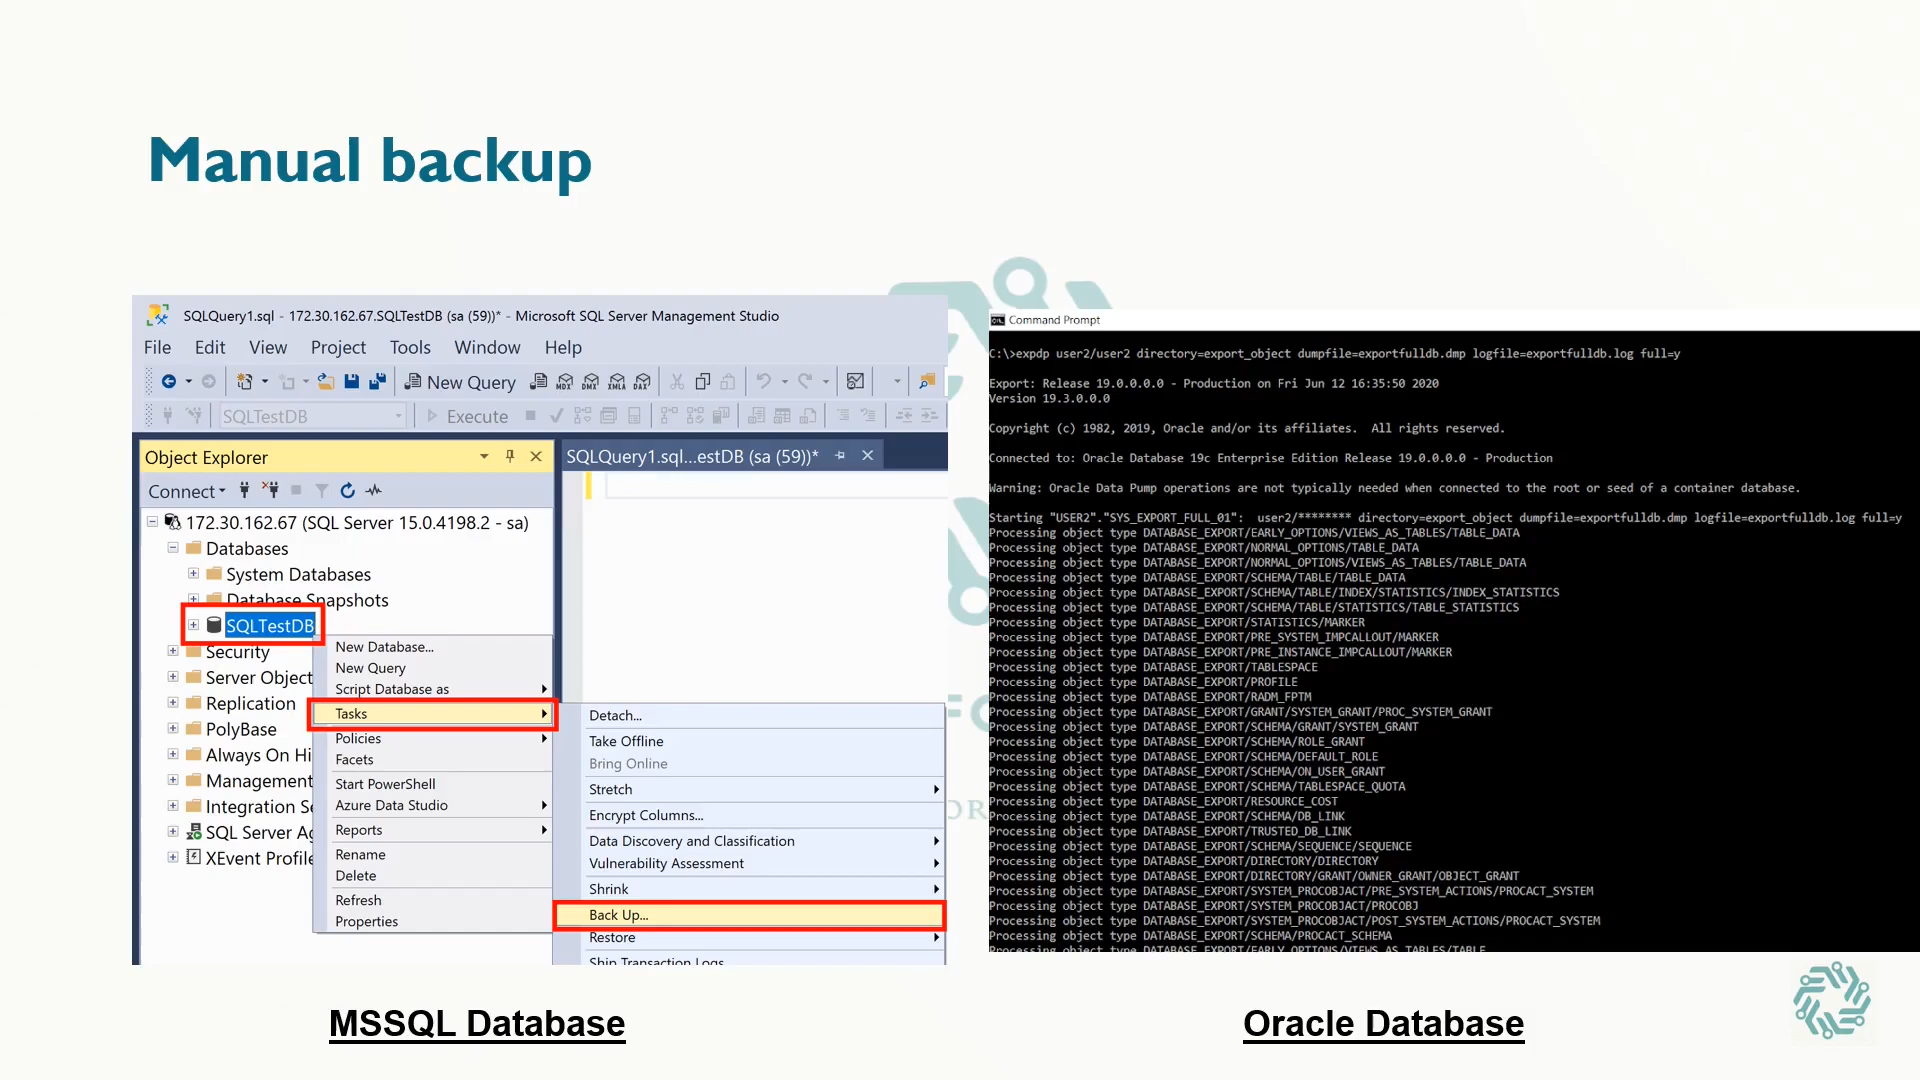 Manual backup
SQLQuery1.sql - 172.30.162.67.SQLTestDB (sa (59))* - Microsoft SQL Server Management Studio
File Edit View Project Tools Window Help
New Query MDX DMX XMLA DAX
SQLTestDB Execute
Object Explorer
SQLQuery1.sql...estDB (sa (59))*
Connect
172.30.162.67 (SQL Server 15.0.4198.2 - sa)
Databases
System Databases
Database Snapshots
SQLTestDB
Security
Server Object
Replication
PolyBase
Always On Hi
Management
Integration Se
SQL Server Ag
XEvent Profile
New Database...
New Query
Script Database as
Tasks
Policies
Facets
Start PowerShell
Azure Data Studio
Reports
Rename
Delete
Refresh
Properties
Detach...
Take Offline
Bring Online
Stretch
Encrypt Columns...
Data Discovery and Classification
Vulnerability Assessment
Shrink
Back Up...
Restore
Ship Transaction Logs
MSSQL Database
Command Prompt
C:\>expdp user2/user2 directory=export_object dumpfile=exportfulldb.dmp logfile=exportfulldb.log full=y
Export: Release 19.0.0.0.0 - Production on Fri Jun 12 16:35:50 2020
Version 19.3.0.0.0
Copyright (c) 1982, 2019, Oracle and/or its affiliates.  All rights reserved.
Connected to: Oracle Database 19c Enterprise Edition Release 19.0.0.0.0 - Production
Warning: Oracle Data Pump operations are not typically needed when connected to the root or seed of a container database.
Starting "USER2"."SYS_EXPORT_FULL_01":  user2/******** directory=export_object dumpfile=exportfulldb.dmp logfile=exportfulldb.log full=y
Processing object type DATABASE_EXPORT/EARLY_OPTIONS/VIEWS_AS_TABLES/TABLE_DATA
Processing object type DATABASE_EXPORT/NORMAL_OPTIONS/TABLE_DATA
Processing object type DATABASE_EXPORT/NORMAL_OPTIONS/VIEWS_AS_TABLES/TABLE_DATA
Processing object type DATABASE_EXPORT/SCHEMA/TABLE/TABLE_DATA
Processing object type DATABASE_EXPORT/SCHEMA/TABLE/INDEX/STATISTICS/INDEX_STATISTICS
Processing object type DATABASE_EXPORT/SCHEMA/TABLE/STATISTICS/TABLE_STATISTICS
Processing object type DATABASE_EXPORT/STATISTICS/MARKER
Processing object type DATABASE_EXPORT/PRE_SYSTEM_IMPCALLOUT/MARKER
Processing object type DATABASE_EXPORT/PRE_INSTANCE_IMPCALLOUT/MARKER
Processing object type DATABASE_EXPORT/TABLESPACE
Processing object type DATABASE_EXPORT/PROFILE
Processing object type DATABASE_EXPORT/RADM_FPTM
Processing object type DATABASE_EXPORT/GRANT/SYSTEM_GRANT/PROC_SYSTEM_GRANT
Processing object type DATABASE_EXPORT/SCHEMA/GRANT/SYSTEM_GRANT
Processing object type DATABASE_EXPORT/SCHEMA/ROLE_GRANT
Processing object type DATABASE_EXPORT/SCHEMA/DEFAULT_ROLE
Processing object type DATABASE_EXPORT/SCHEMA/ON_USER_GRANT
Processing object type DATABASE_EXPORT/SCHEMA/TABLESPACE_QUOTA
Processing object type DATABASE_EXPORT/RESOURCE_COST
Processing object type DATABASE_EXPORT/SCHEMA/DB_LINK
Processing object type DATABASE_EXPORT/TRUSTED_DB_LINK
Processing object type DATABASE_EXPORT/SCHEMA/SEQUENCE/SEQUENCE
Processing object type DATABASE_EXPORT/DIRECTORY/DIRECTORY
Processing object type DATABASE_EXPORT/DIRECTORY/GRANT/OWNER_GRANT/OBJECT_GRANT
Processing object type DATABASE_EXPORT/SYSTEM_PROCOBJACT/PRE_SYSTEM_ACTIONS/PROCACT_SYSTEM
Processing object type DATABASE_EXPORT/SYSTEM_PROCOBJACT/PROCOBJ
Processing object type DATABASE_EXPORT/SYSTEM_PROCOBJACT/POST_SYSTEM_ACTIONS/PROCACT_SYSTEM
Processing object type DATABASE_EXPORT/SCHEMA/PROCACT_SCHEMA
Processing object type DATABASE_EXPORT/EARLY_OPTIONS/VIEWS_AS_TABLES/TABLE
Oracle Database